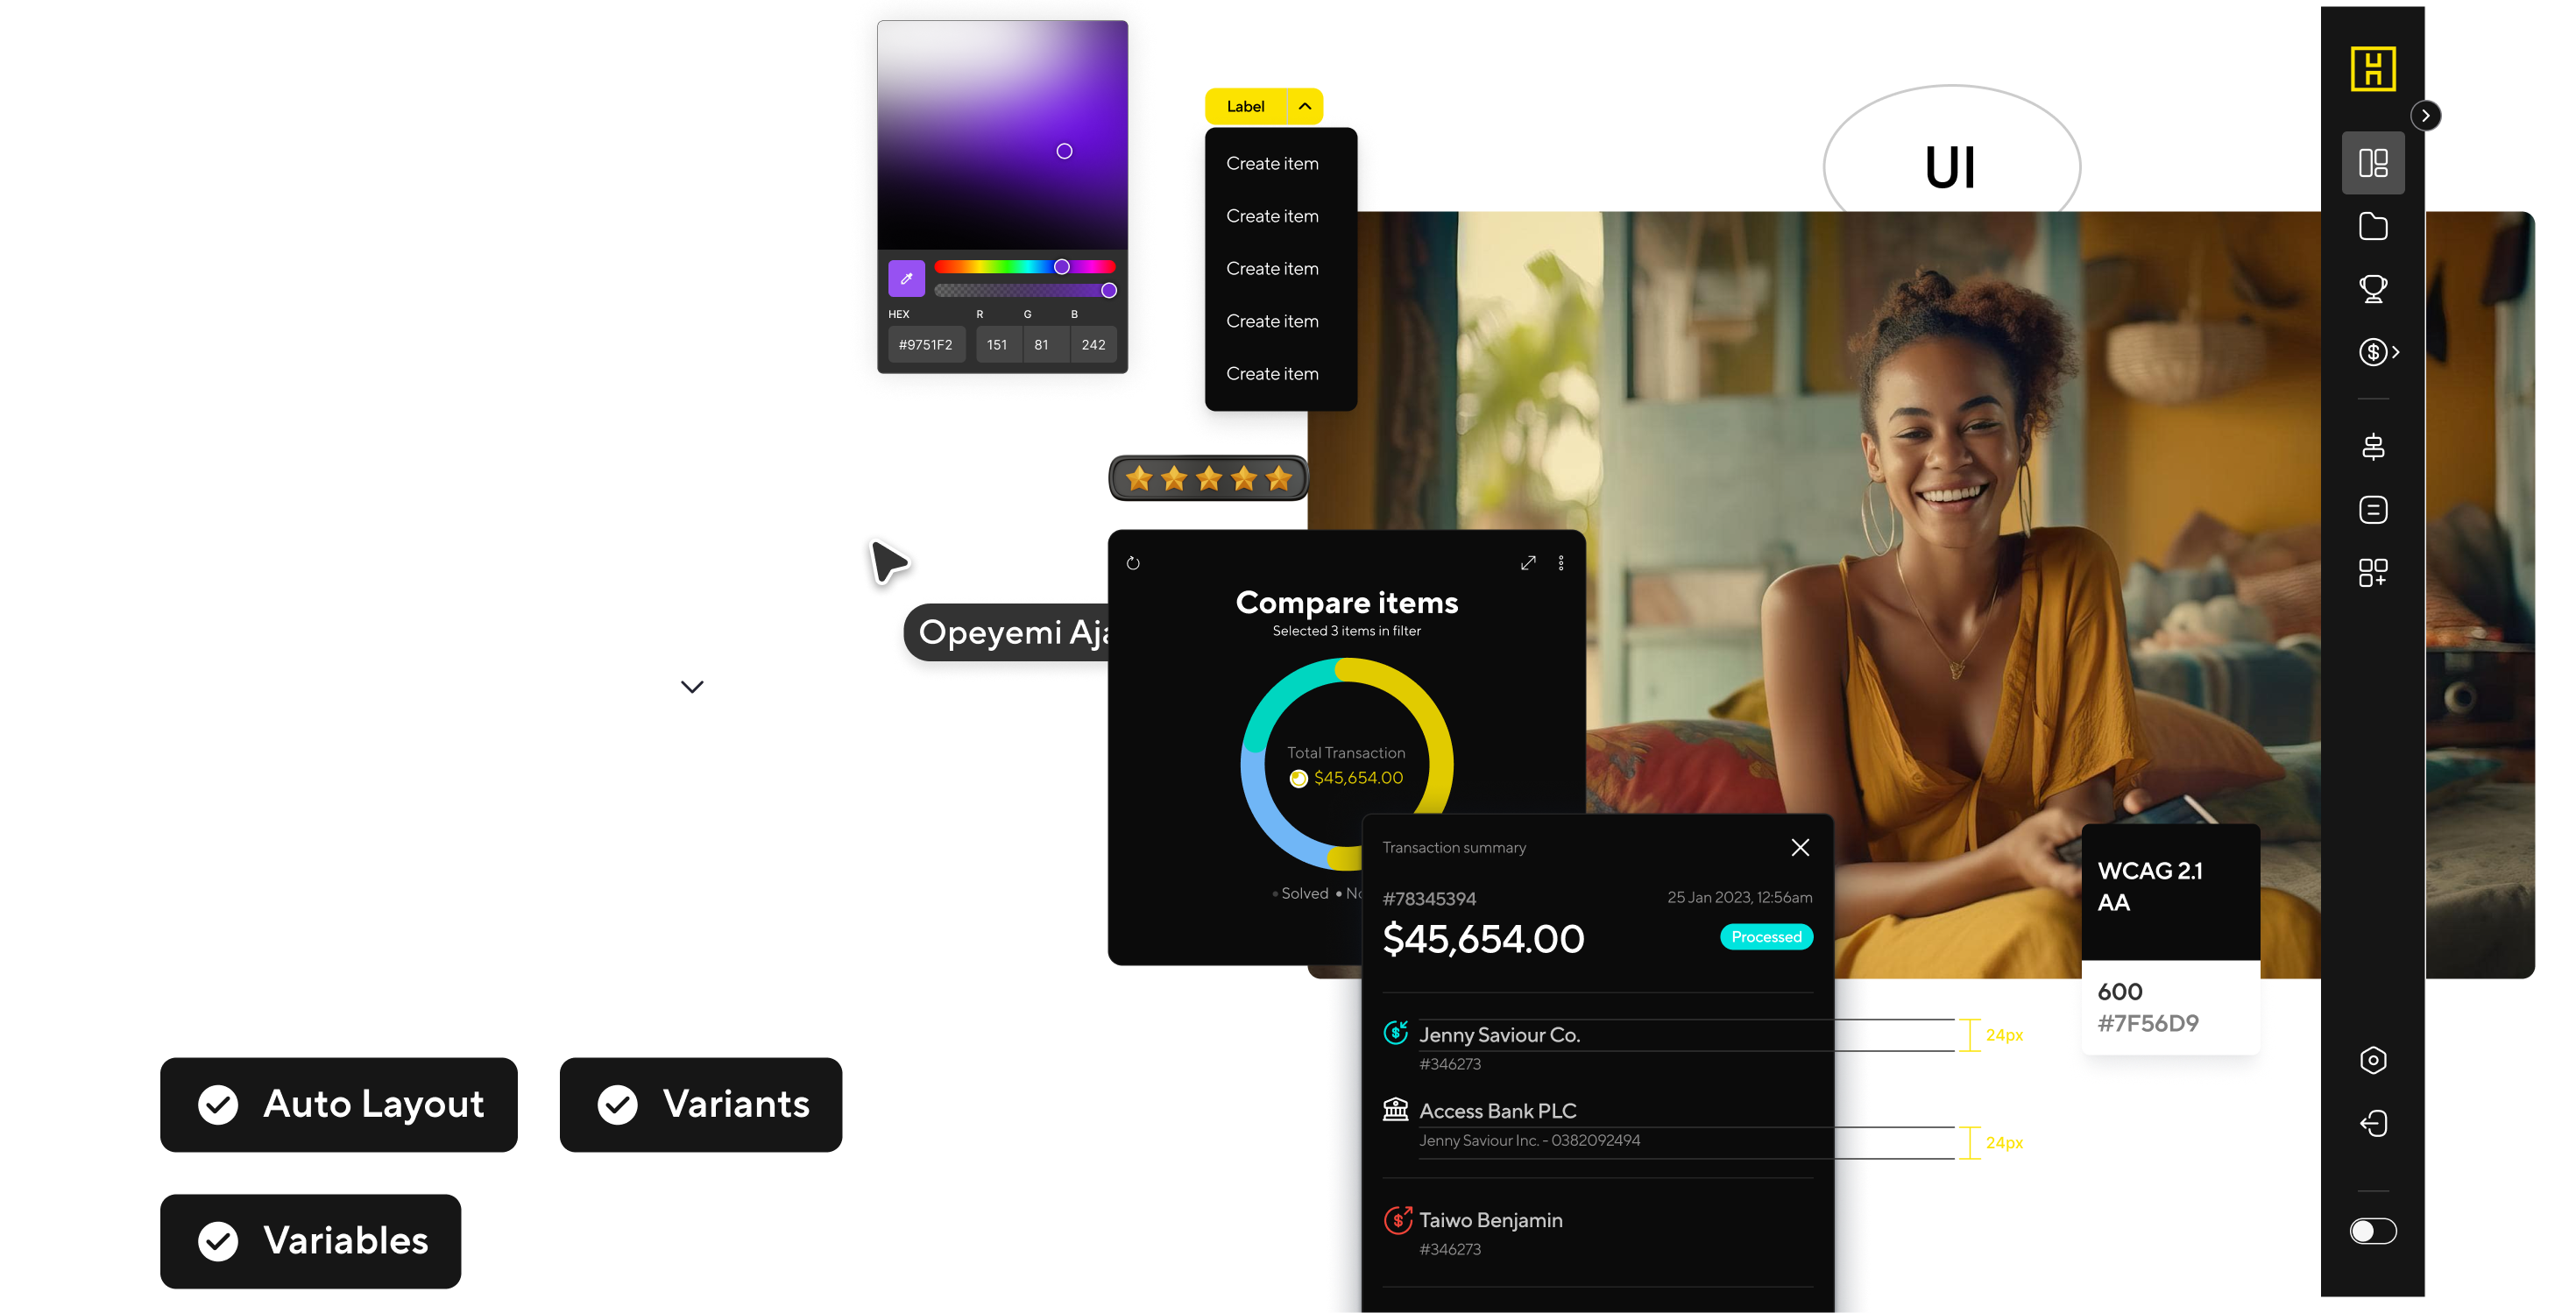 Label
Create item
Create item
Create item
Create item
Create item
UI
HEX R G B
#9751F2 151 81 242
Opeyemi
Compare items
Selected 3 items in filter
Total Transaction
$45,654.00
Solved
Transaction summary
#78345394 25 Jan 2023, 12:56am
$45,654.00 Processed
Jenny Saviour Co.
24px
#346273
Access Bank PLC
Jenny Saviour Inc. - 0382092494
24px
Taiwo Benjamin
#346273
WCAG 2.1
AA
600
#7F56D9
Auto Layout
Variants
Variables